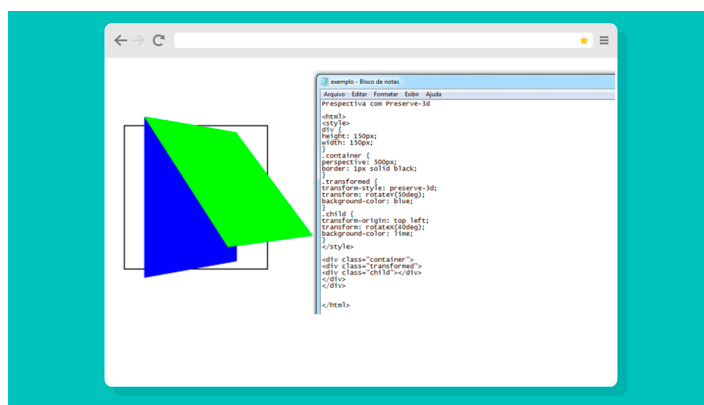 exemplo - Bloco de notas
Arquivo Editar Formatar Exibir Ajuda
Prespectiva com Preserve-3d
<html>
<style>
div {
height: 150px;
width: 150px;
}
.container {
perspective: 500px;
border: 1px solid black;
}
.transformed {
transform-style: preserve-3d;
transform: rotateY(50deg);
background-color: blue;
}
.child {
transform-origin: top left;
transform: rotateX(40deg);
background-color: lime;
}
</style>
<div class="container">
<div class="transformed">
<div class="child"></div>
</div>
</div>
</html>